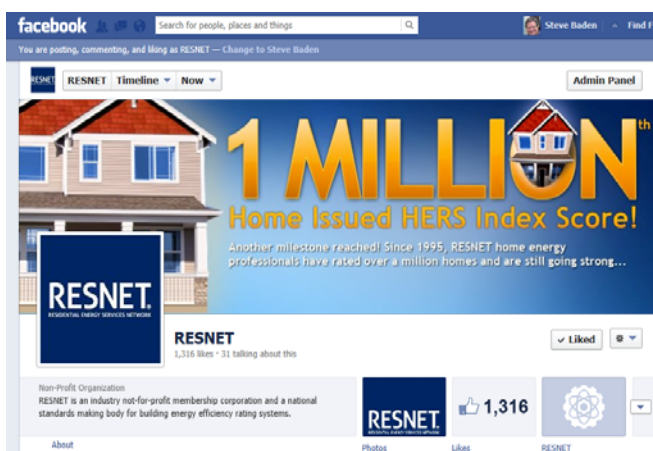 facebook
Search for people, places and things
Steve Baden
Find F
You are posting, commenting, and liking as RESNET — Change to Steve Baden
RESNET
RESNET
Timeline
Now
Admin Panel
1 MILLIONth
Home Issued HERS Index Score!
Another milestone reached! Since 1995, RESNET home energy
professionals have rated over a million homes and are still going strong...
RESNET
RESIDENTIAL ENERGY SERVICES NETWORK
RESNET
1,316 likes · 31 talking about this
Liked
Non-Profit Organization
RESNET is an industry not-for-profit membership corporation and a national
standards making body for building energy efficiency rating systems.
About
RESNET
RESIDENTIAL ENERGY SERVICES NETWORK
1,316
Photos
Likes
RESNET